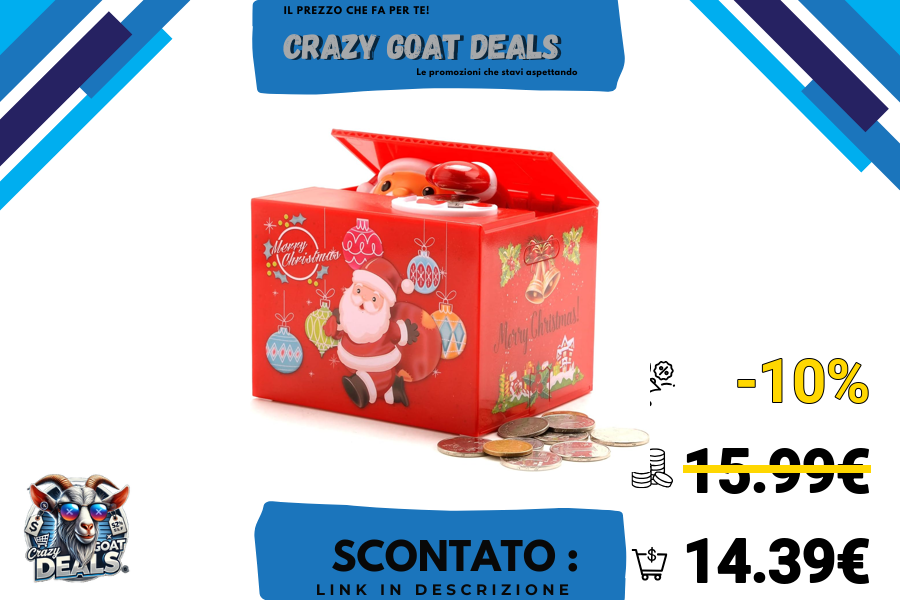 IL PREZZO CHE FA PER TE!
CRAZY GOAT DEALS
Le promozioni che stavi aspettando
Merry
Christmas
Merry Christmas!
-10%
15.99€
14.39€
$
Crazy GOAT
DEALS
SCONTATO :
LINK IN DESCRIZIONE